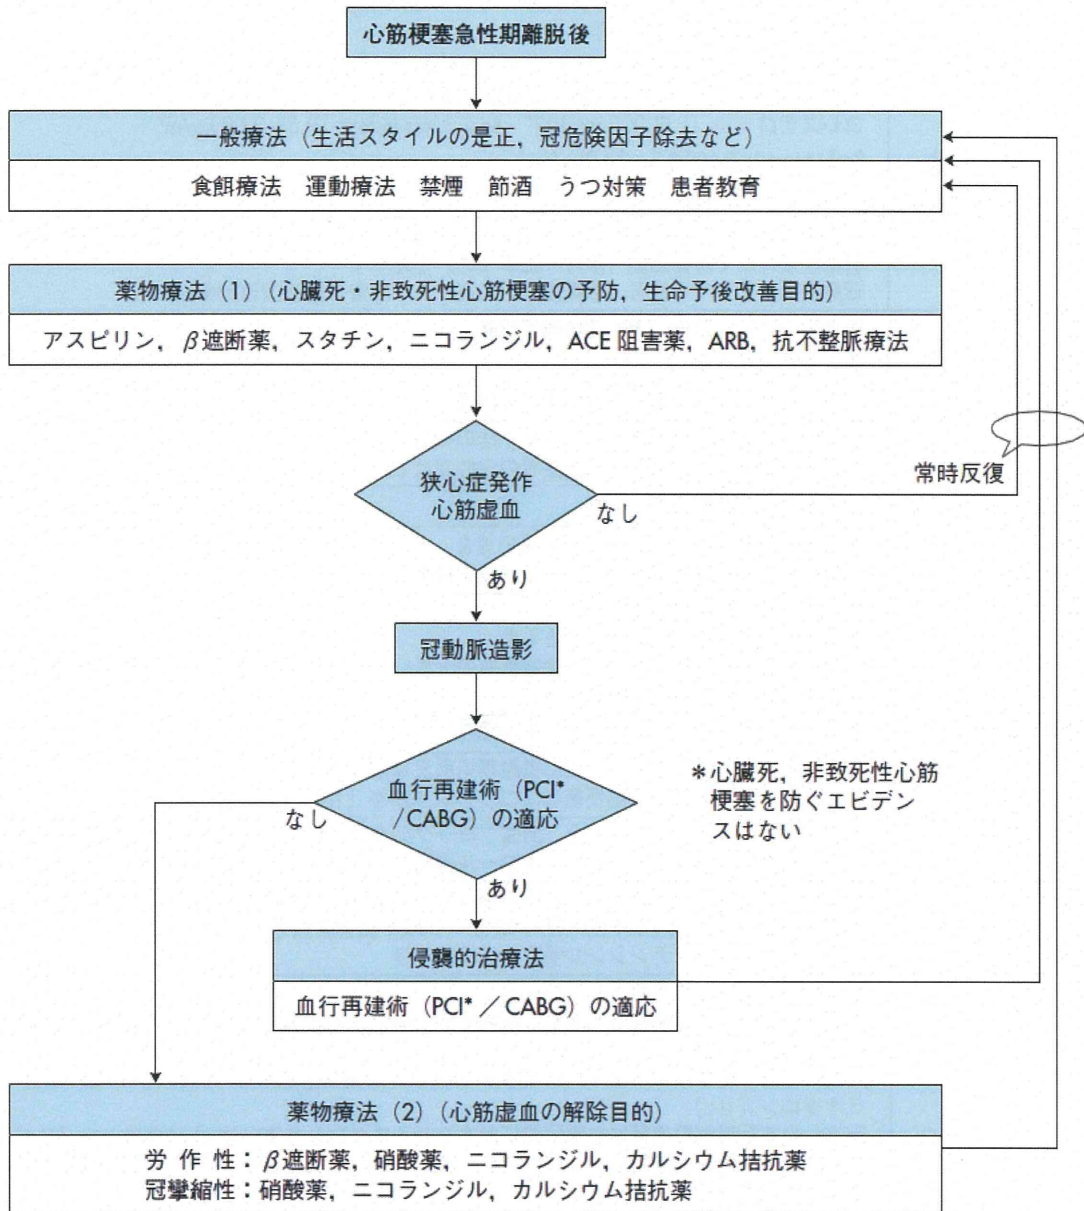 心筋梗塞急性期離脱後
一般療法（生活スタイルの是正，冠危険因子除去など）
食餌療法　運動療法　禁煙　節酒　うつ対策　患者教育
薬物療法（1）（心臓死・非致死性心筋梗塞の予防，生命予後改善目的）
アスピリン，β遮断薬，スタチン，ニコランジル，ACE 阻害薬，ARB，抗不整脈療法
狭心症発作
心筋虚血
なし
常時反復
あり
冠動脈造影
血行再建術（PCI*
/CABG）の適応
なし
あり
＊心臓死，非致死性心筋
梗塞を防ぐエビデン
スはない
侵襲的治療法
血行再建術（PCI*／CABG）の適応
薬物療法（2）（心筋虚血の解除目的）
労 作 性：β遮断薬，硝酸薬，ニコランジル，カルシウム拮抗薬
冠攣縮性：硝酸薬，ニコランジル，カルシウム拮抗薬